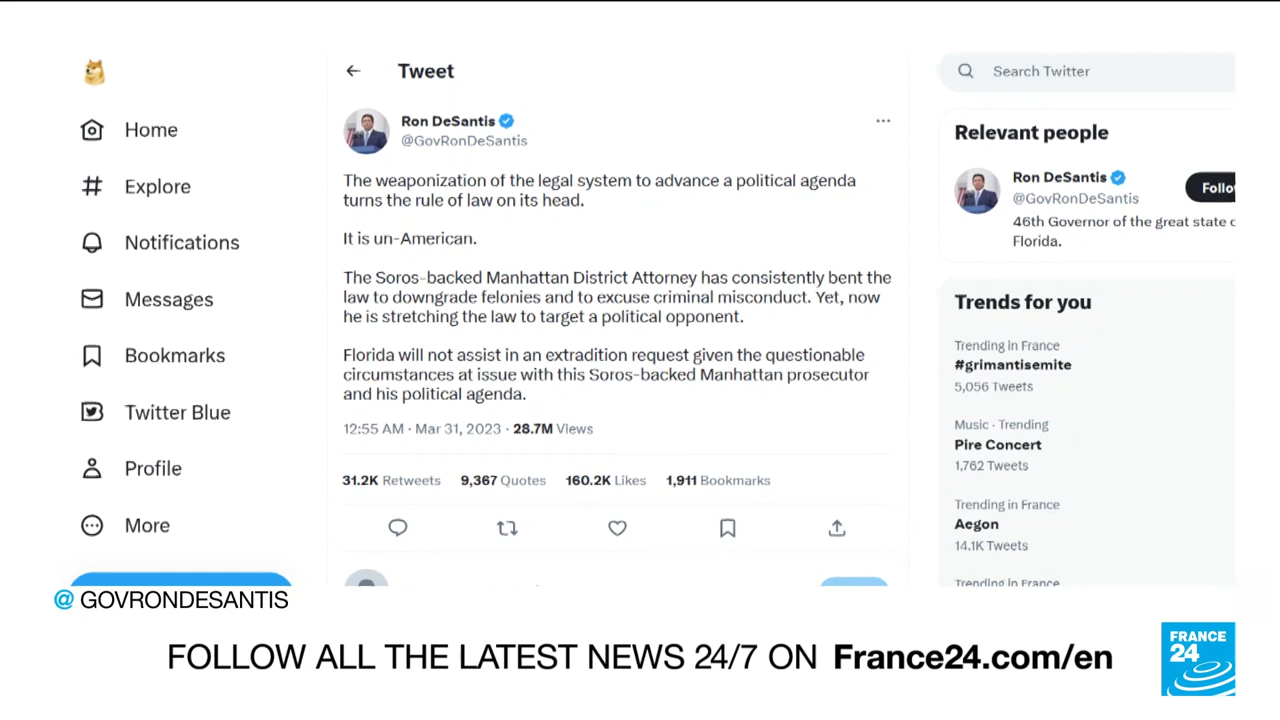 Home
Explore
Notifications
Messages
Bookmarks
Twitter Blue
Profile
More
Tweet
Ron DeSantis
@GovRonDeSantis
The weaponization of the legal system to advance a political agenda
turns the rule of law on its head.
It is un-American.
The Soros-backed Manhattan District Attorney has consistently bent the
law to downgrade felonies and to excuse criminal misconduct. Yet, now
he is stretching the law to target a political opponent.
Florida will not assist in an extradition request given the questionable
circumstances at issue with this Soros-backed Manhattan prosecutor
and his political agenda.
12:55 AM · Mar 31, 2023 · 28.7M Views
31.2K Retweets 9,367 Quotes 160.2K Likes 1,911 Bookmarks
Search Twitter
Relevant people
Ron DeSantis
@GovRonDeSantis
Follo
46th Governor of the great state o
Florida.
Trends for you
Trending in France
#grimantisemite
5,056 Tweets
Music · Trending
Pire Concert
1,762 Tweets
Trending in France
Aegon
14.1K Tweets
Trending in France
@ GOVRONDESANTIS
FOLLOW ALL THE LATEST NEWS 24/7 ON France24.com/en
FRANCE
24